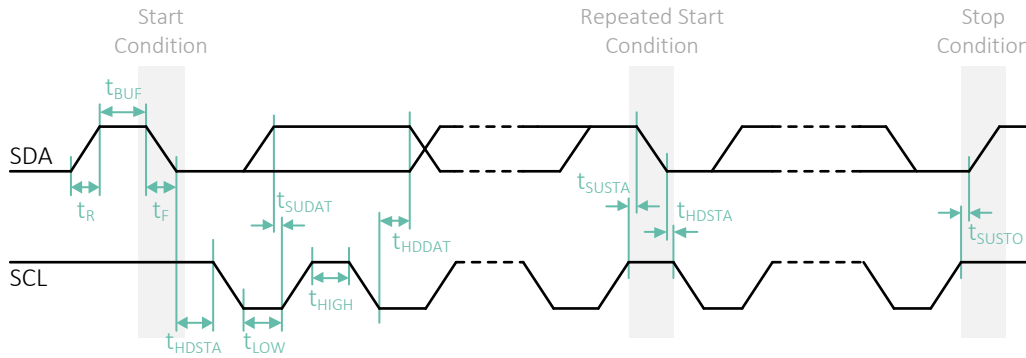 Start
Condition
Repeated Start
Condition
Stop
Condition
tBUF
SDA
tR
tF
tSUDAT
tHDDAT
tSUSTA
tHDSTA
tSUSTO
SCL
tHIGH
tHDSTA
tLOW